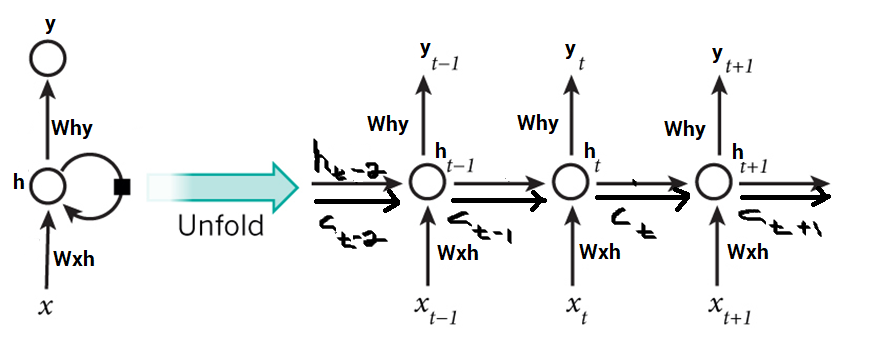 y
Why
h
Wxh
x
Unfold
h t-2
c t-2
y t-1
Why
h t-1
c t-1
Wxh
x t-1
y t
Why
h t
c t
Wxh
x t
y t+1
Why
h t+1
c t+1
Wxh
x t+1